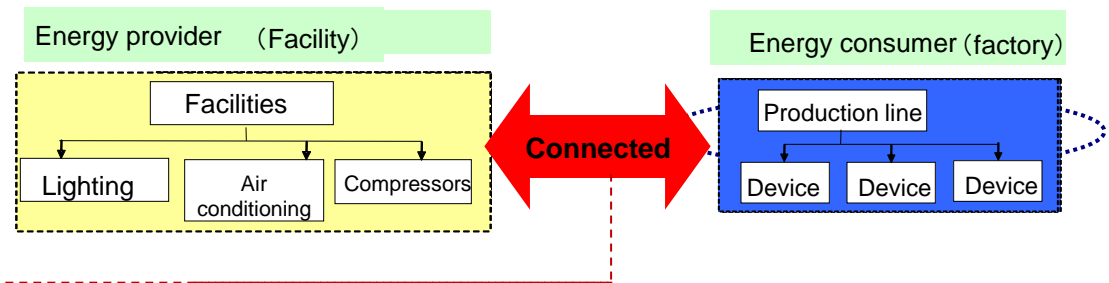 Energy provider （Facility）
Energy consumer（factory）
Facilities
Lighting
Air
conditioning
Compressors
Connected
Production line
Device
Device
Device